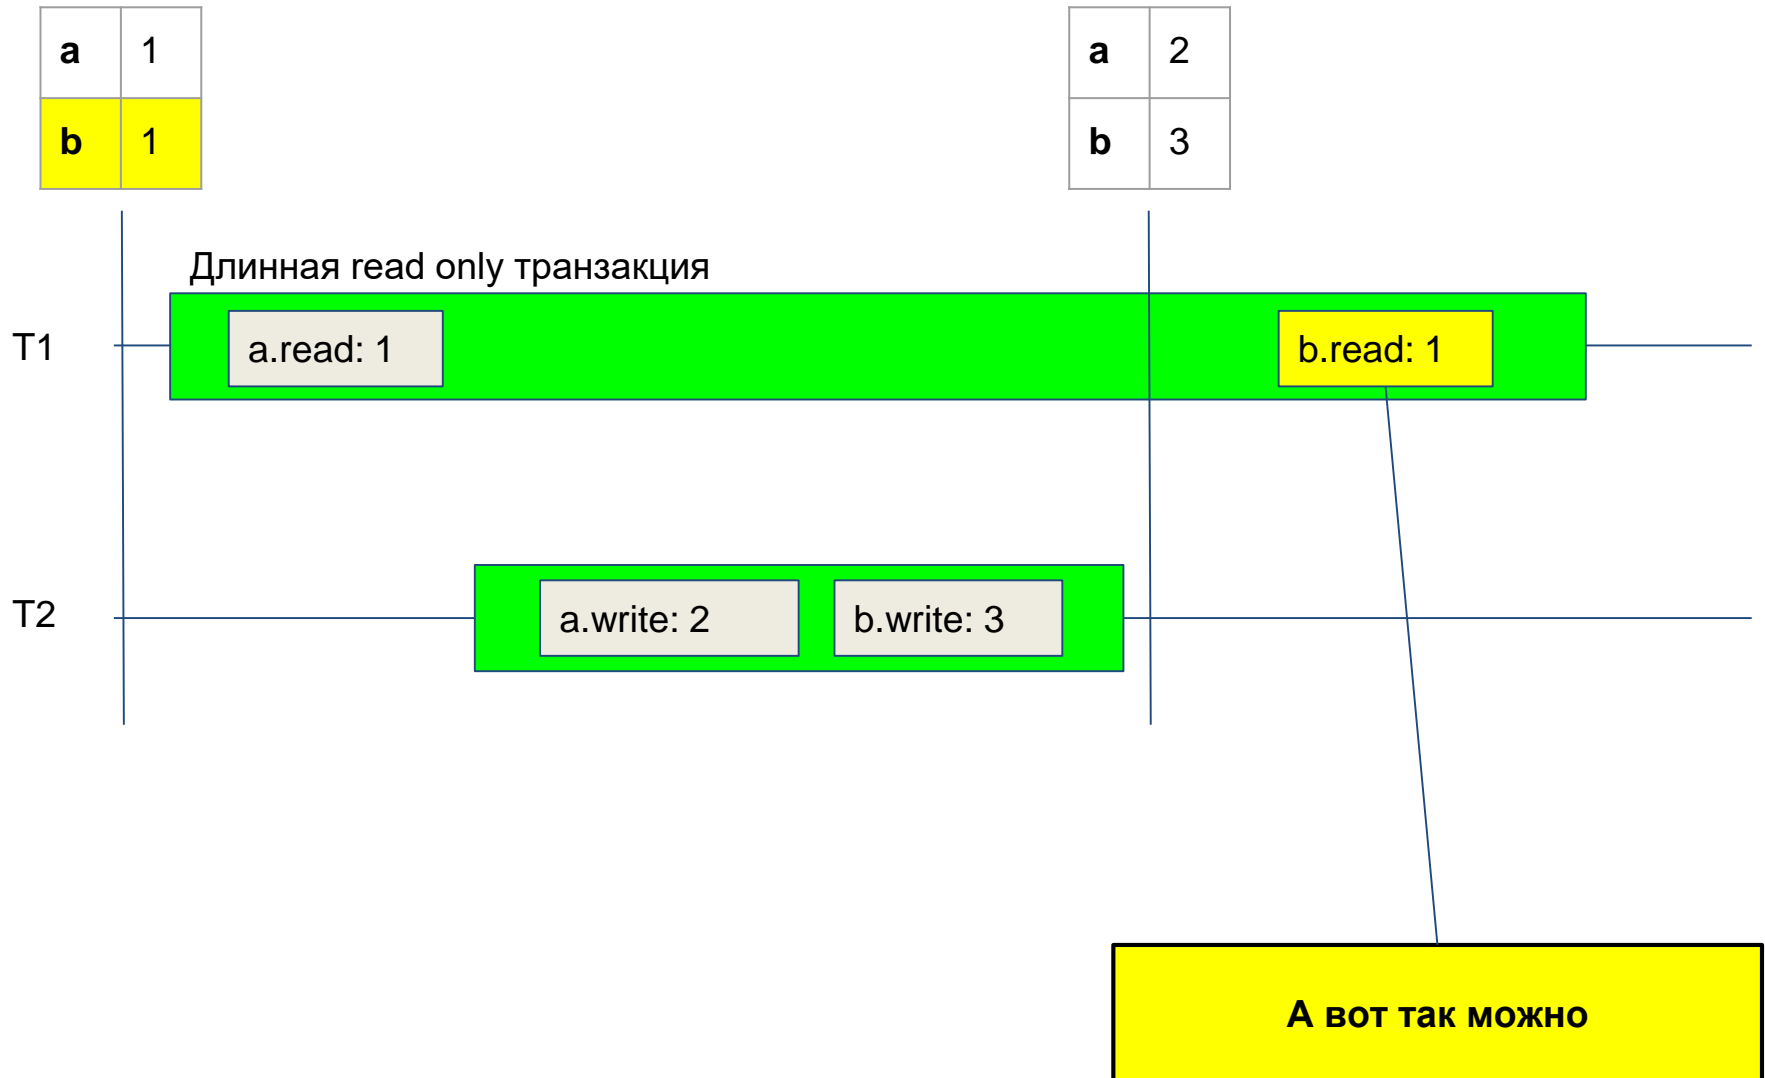 a 1
b 1
a 2
b 3
Длинная read only транзакция
T1
a.read: 1
b.read: 1
T2
a.write: 2
b.write: 3
А вот так можно